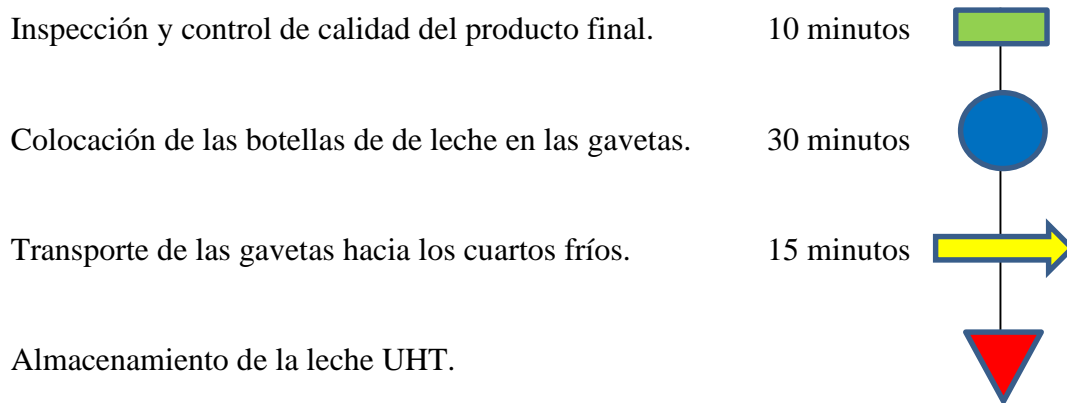 Inspección y control de calidad del producto final. 10 minutos
Colocación de las botellas de de leche en las gavetas. 30 minutos
Transporte de las gavetas hacia los cuartos fríos. 15 minutos
Almacenamiento de la leche UHT.